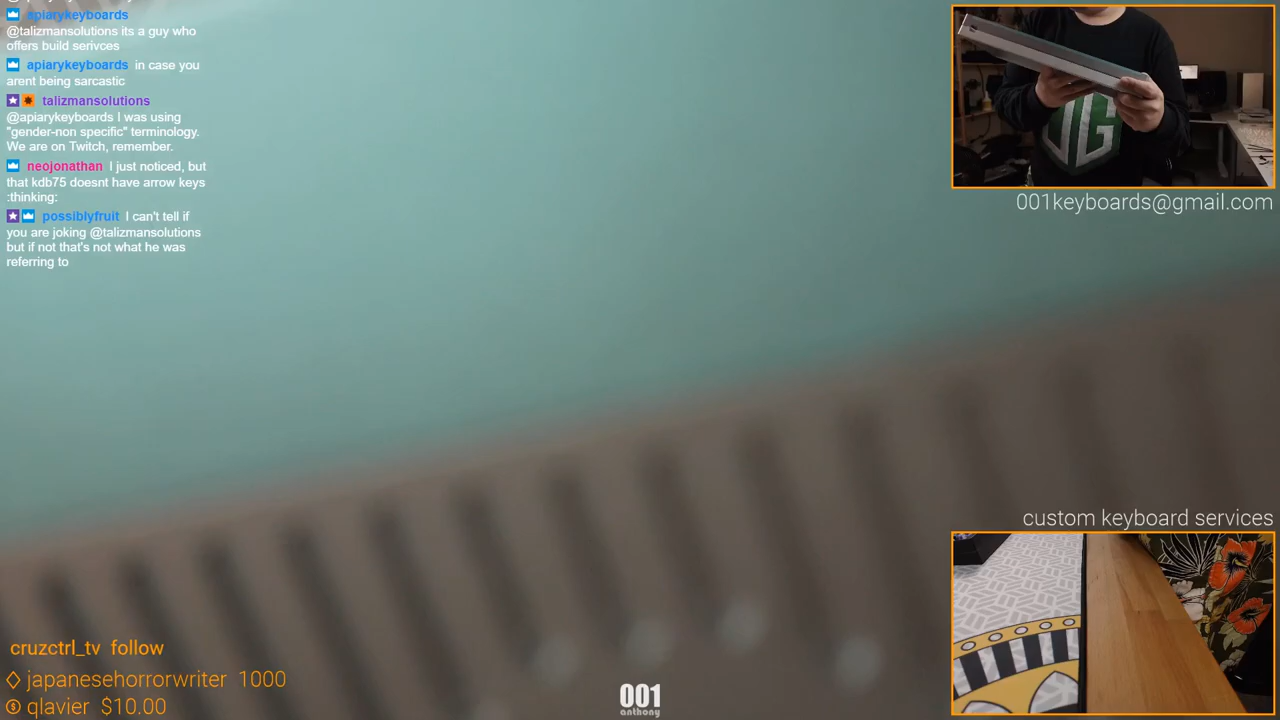 apiarykeyboards
@talizmansolutions its a guy who
offers build serivces
apiarykeyboards in case you
arent being sarcastic
talizmansolutions
@apiarykeyboards I was using
"gender-non specific" terminology.
We are on Twitch, remember.
neojonathan I just noticed, but
that kdb75 doesnt have arrow keys
:thinking:
possiblyfruit I can't tell if
you are joking @talizmansolutions
but if not that's not what he was
referring to
001keyboards@gmail.com
custom keyboard services
cruzctrl_tv follow
japanesehorrorwriter 1000
qlavier $10.00
001
anthony